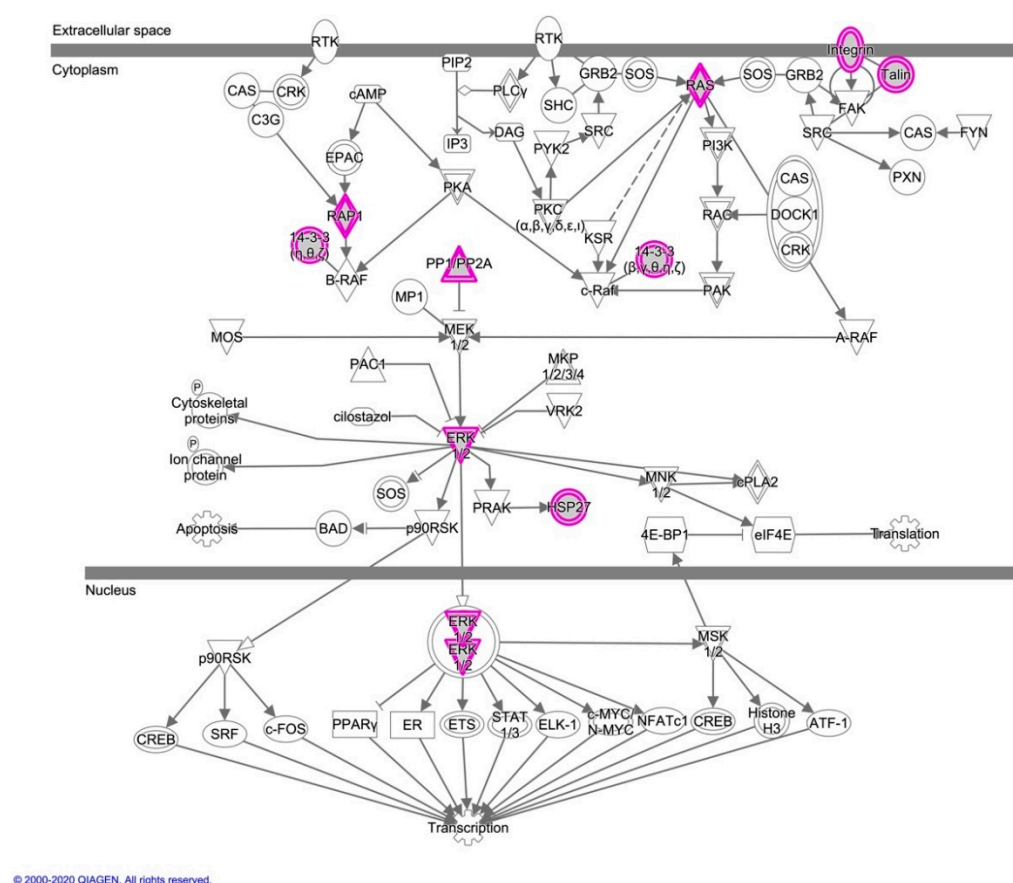 Extracellular space
Cytoplasm
RTK
CAS
CRK
C3G
cAMP
EPAC
RAP1
14-3-3
(η,θ,ζ)
B-RAF
PIP2
IP3
DAG
PLCγ
PKA
RTK
GRB2
SOS
SHC
SRC
PYK2
PKC
(α,β,γ,δ,ε,ι)
RAS
SOS
GRB2
Integrin
Talin
FAK
SRC
CAS
FYN
PXN
PI3K
RAC
PAK
CAS
DOCK1
CRK
KSR
14-3-3
(β,γ,θ,η,ζ)
c-Raf
A-RAF
PP1/PP2A
MP1
MEK
1/2
MOS
PAC1
MKP
1/2/3/4
cilostazol
VRK2
ERK
1/2
P
Cytoskeletal
proteins
P
Ion channel
protein
SOS
PRAK
HSP27
MNK
1/2
cPLA2
Apoptosis
BAD
p90RSK
4E-BP1
eIF4E
Translation
Nucleus
ERK
1/2
ERK
1/2
p90RSK
MSK
1/2
CREB
SRF
c-FOS
PPARγ
ER
ETS
STAT
1/3
ELK-1
c-MYC
N-MYC
NFATc1
CREB
Histone
H3
ATF-1
Transcription
© 2000-2020 QIAGEN. All rights reserved.